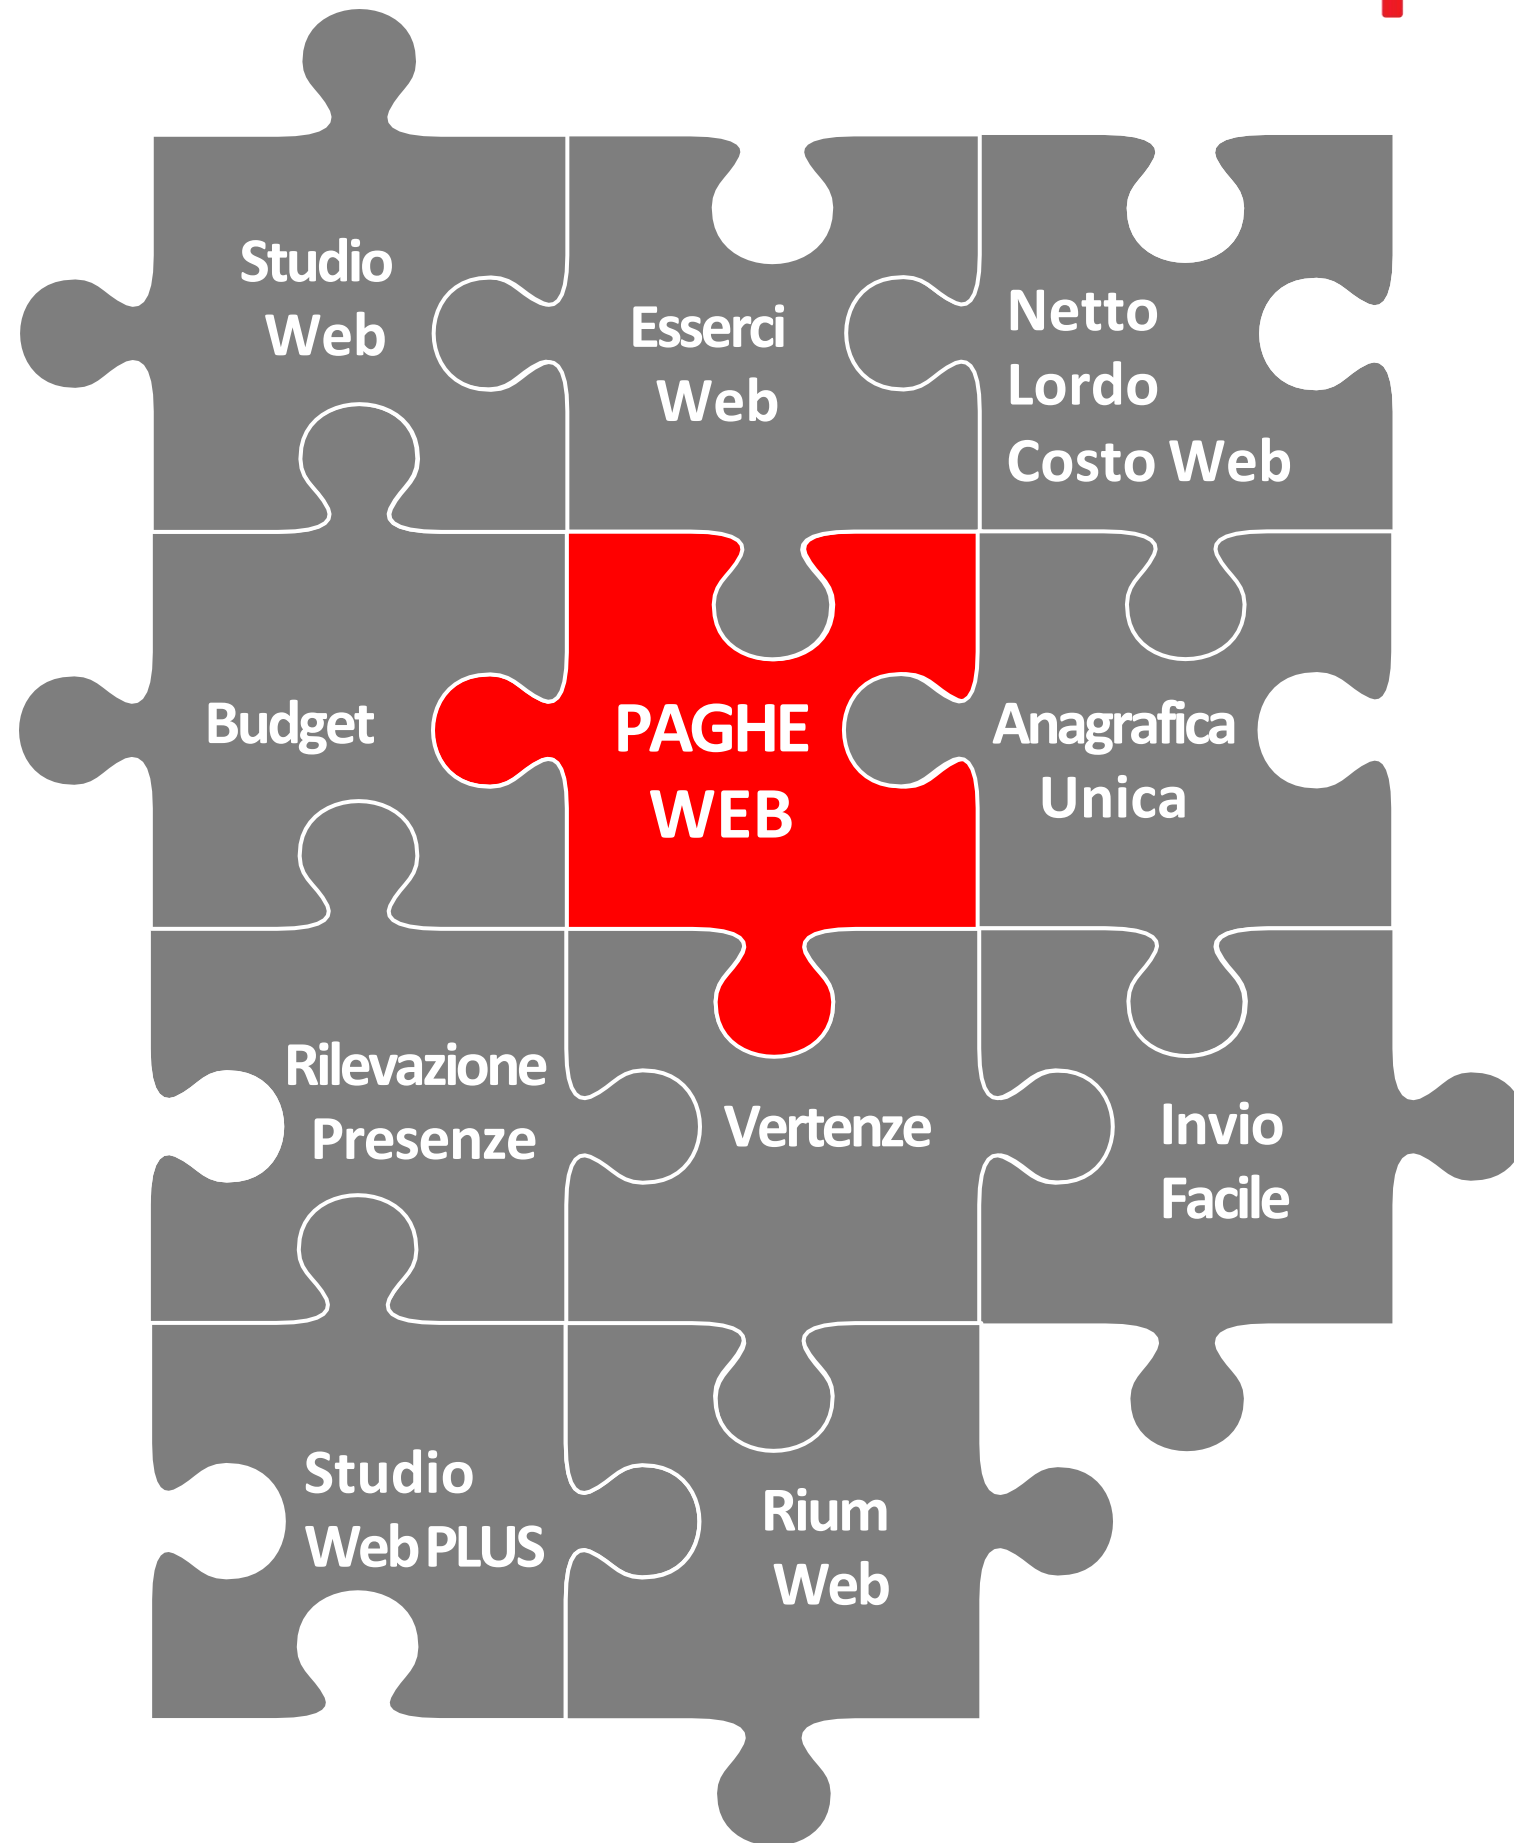 Studio
Web
Esserci
Web
Netto
Lordo
Costo Web
Budget
PAGHE
WEB
Anagrafica
Unica
Rilevazione
Presenze
Vertenze
Invio
Facile
Studio
Web PLUS
Rium
Web